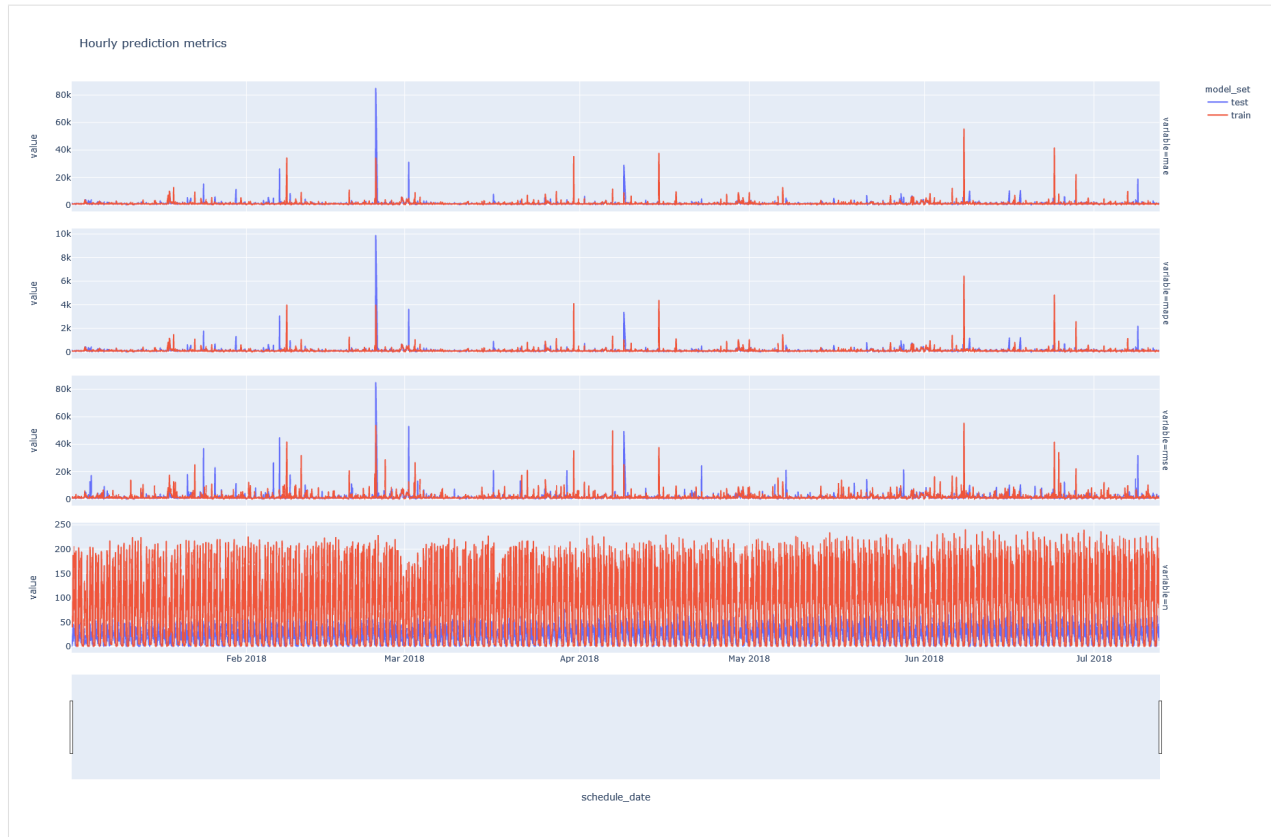 Hourly prediction metrics
model_set
test
train
80k
60k
40k
20k
0
value
variable=mae
10k
8k
6k
4k
2k
0
value
variable=mape
80k
60k
40k
20k
0
value
variable=rmse
250
200
150
100
50
0
value
variable=n
Feb 2018 Mar 2018 Apr 2018 May 2018 Jun 2018 Jul 2018
schedule_date